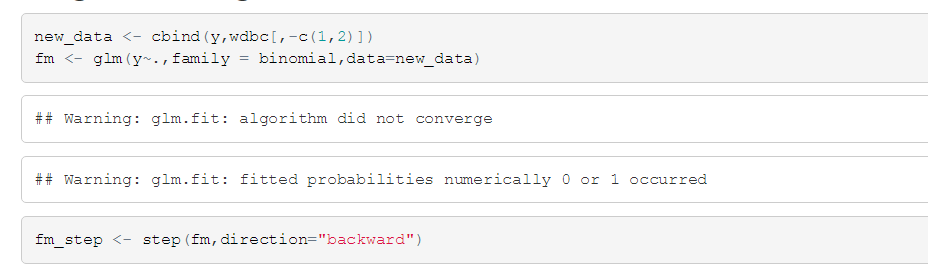 new_data <- cbind(y,wdbc[,-c(1,2)])
fm <- glm(y~.,family = binomial,data=new_data)
## Warning: glm.fit: algorithm did not converge
## Warning: glm.fit: fitted probabilities numerically 0 or 1 occurred
fm_step <- step(fm,direction="backward")